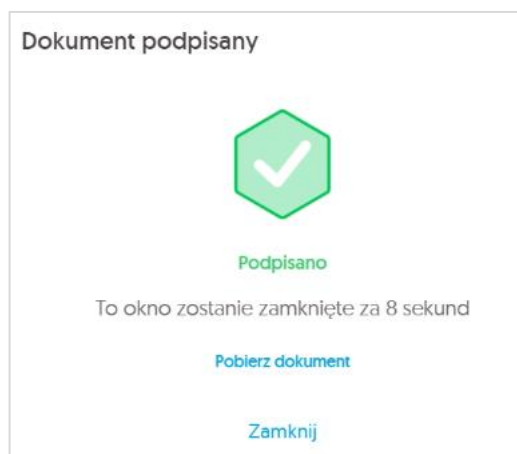 Dokument podpisany
Podpisano
To okno zostanie zamknięte za 8 sekund
Pobierz dokument
Zamknij